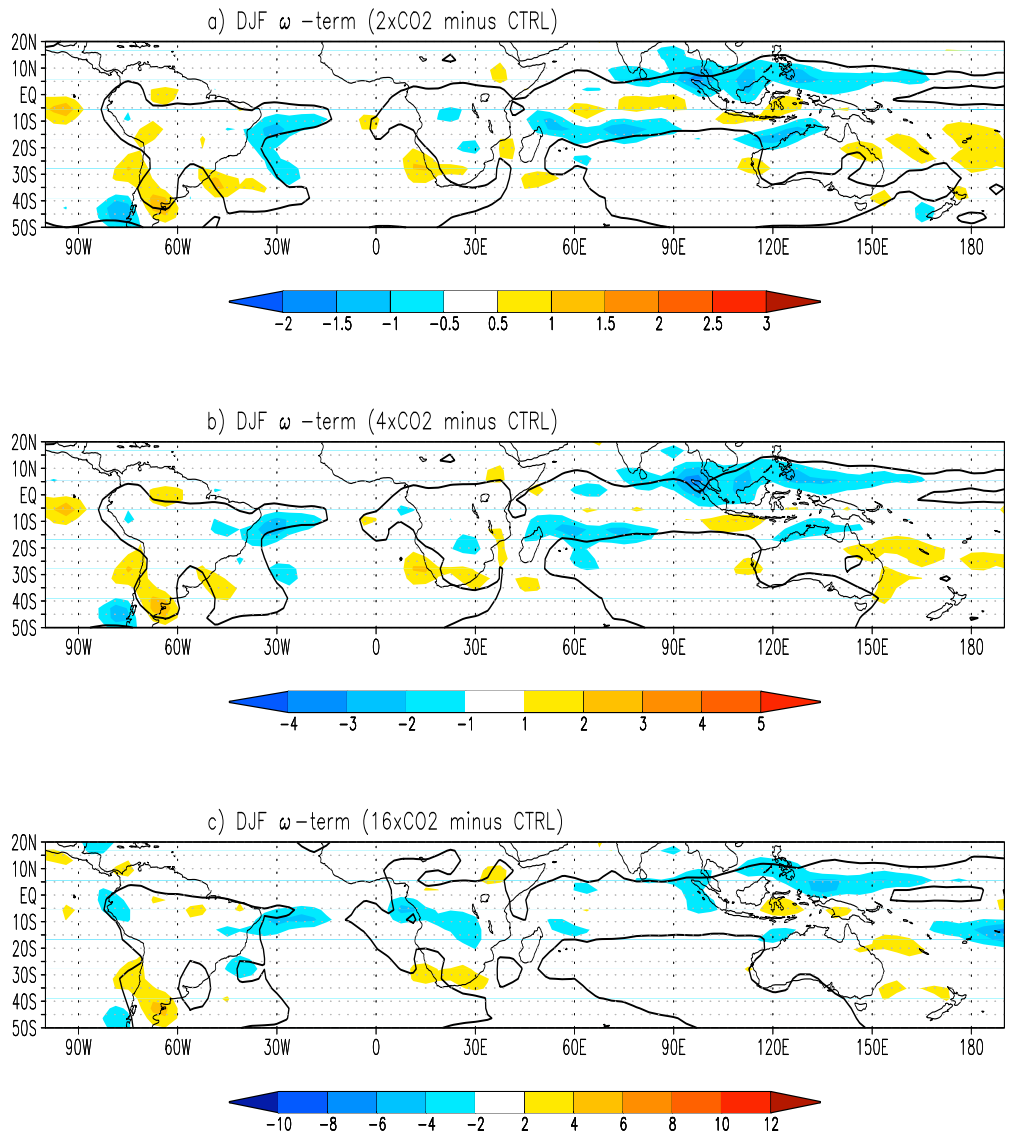 a) DJF ω -term (2xCO2 minus CTRL)
20N
10N
EQ
10S
20S
30S
40S
50S
90W 60W 30W 0 30E 60E 90E 120E 150E 180
-2 -1.5 -1 -0.5 0.5 1 1.5 2 2.5 3
b) DJF ω -term (4xCO2 minus CTRL)
20N
10N
EQ
10S
20S
30S
40S
50S
90W 60W 30W 0 30E 60E 90E 120E 150E 180
-4 -3 -2 -1 1 2 3 4 5
c) DJF ω -term (16xCO2 minus CTRL)
20N
10N
EQ
10S
20S
30S
40S
50S
90W 60W 30W 0 30E 60E 90E 120E 150E 180
-10 -8 -6 -4 -2 2 4 6 8 10 12